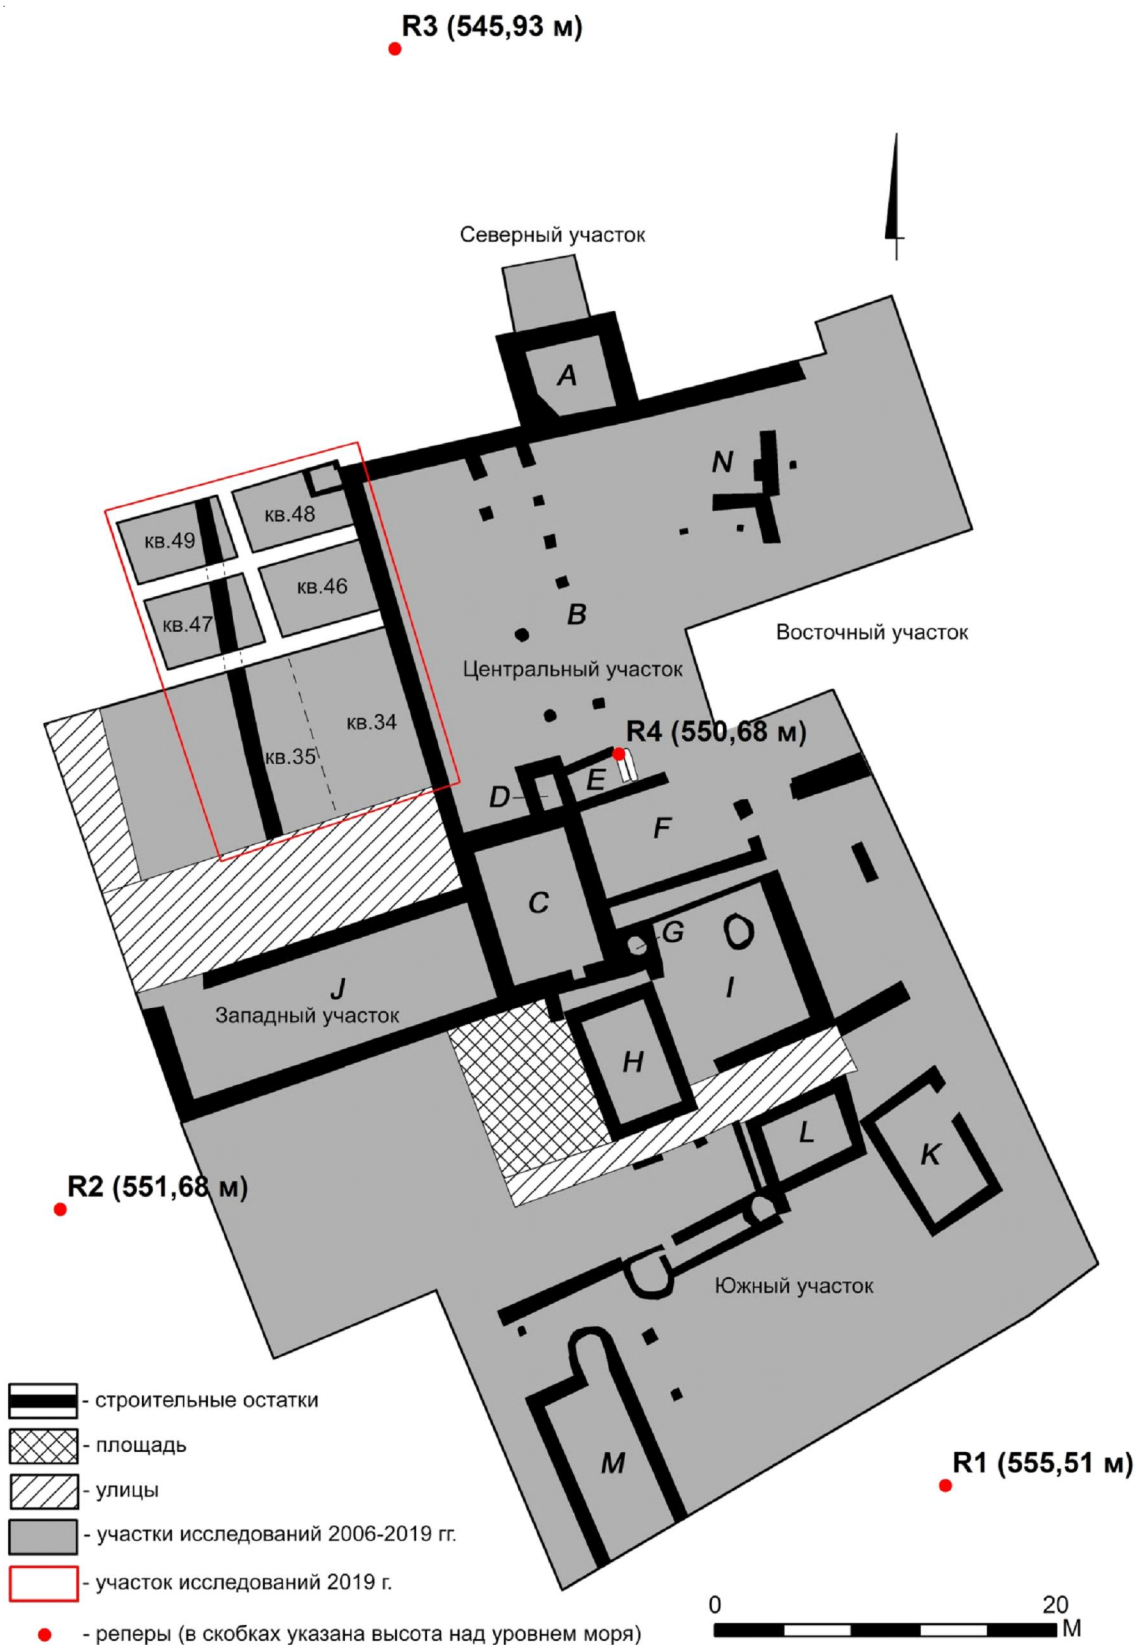 R3 (545,93 м)
Северный участок
A
N
кв.48
кв.49
кв.46
кв.47
B
Восточный участок
Центральный участок
кв.34
R4 (550,68 м)
кв.35
E
D
F
C
G
J
I
Западный участок
H
L
K
R2 (551,68 м)
Южный участок
- строительные остатки
- площадь
M
R1 (555,51 м)
- улицы
- участки исследований 2006-2019 гг.
- участок исследований 2019 г.
0 20
М
- реперы (в скобках указана высота над уровнем моря)